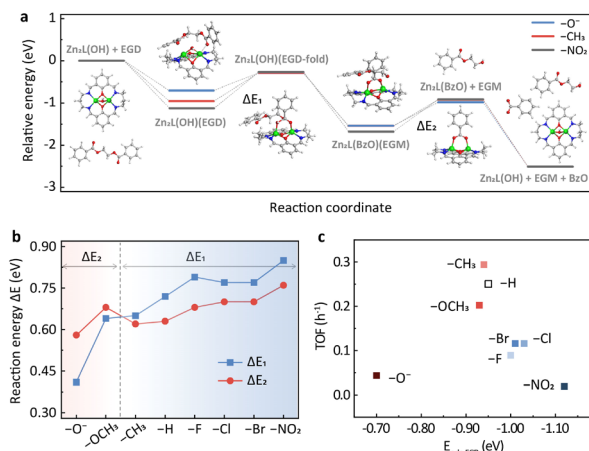 a
−O⁻
−CH₃
−NO₂
Relative energy (eV)
1
0
-1
-2
-3
Zn₂L(OH) + EGD
Zn₂L(OH)(EGD)
Zn₂L(OH)(EGD-fold)
ΔE₁
Zn₂L(BzO)(EGM)
Zn₂L(BzO) + EGM
ΔE₂
Zn₂L(OH) + EGM + BzO
Reaction coordinate
b
Reaction energy ΔE (eV)
0.90
0.75
0.60
0.45
0.30
ΔE₂
ΔE₁
ΔE₁
ΔE₂
−O⁻
−OCH₃
−CH₃
−H
−F
−Cl
−Br
−NO₂
c
TOF (h⁻¹)
0.3
0.2
0.1
0.0
−CH₃
−H
−OCH₃
−Br
−Cl
−F
−O⁻
−NO₂
-0.70
-0.80
-0.90
-1.00
-1.10
(eV)